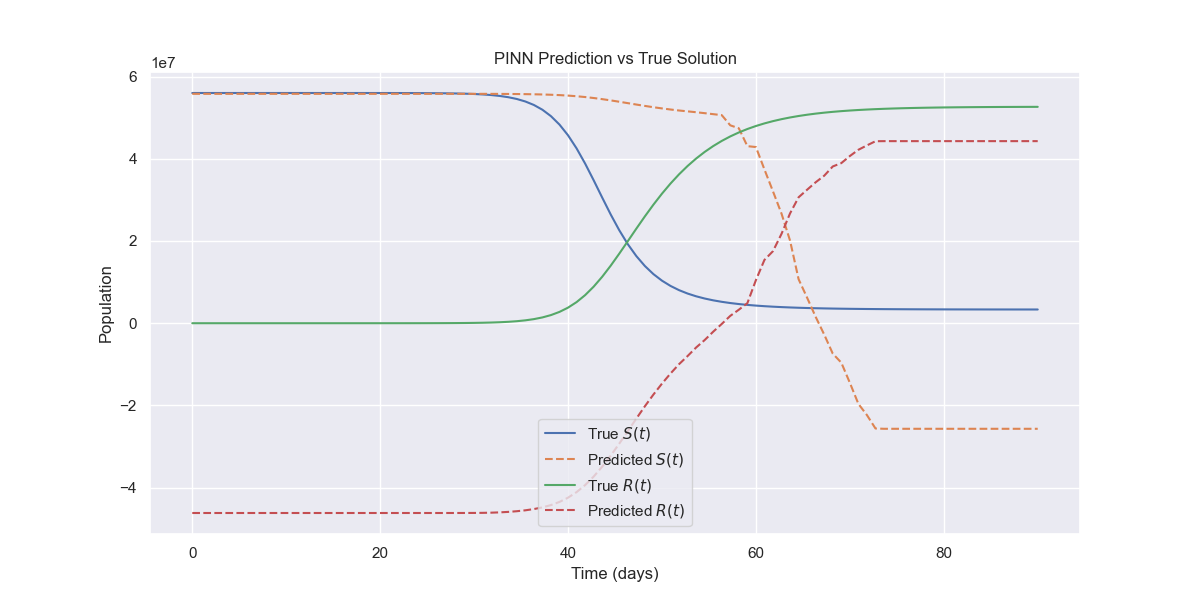 PINN Prediction vs True Solution
1e7
6
4
2
0
−2
−4
Population
True S(t)
Predicted S(t)
True R(t)
Predicted R(t)
0 20 40 60 80
Time (days)